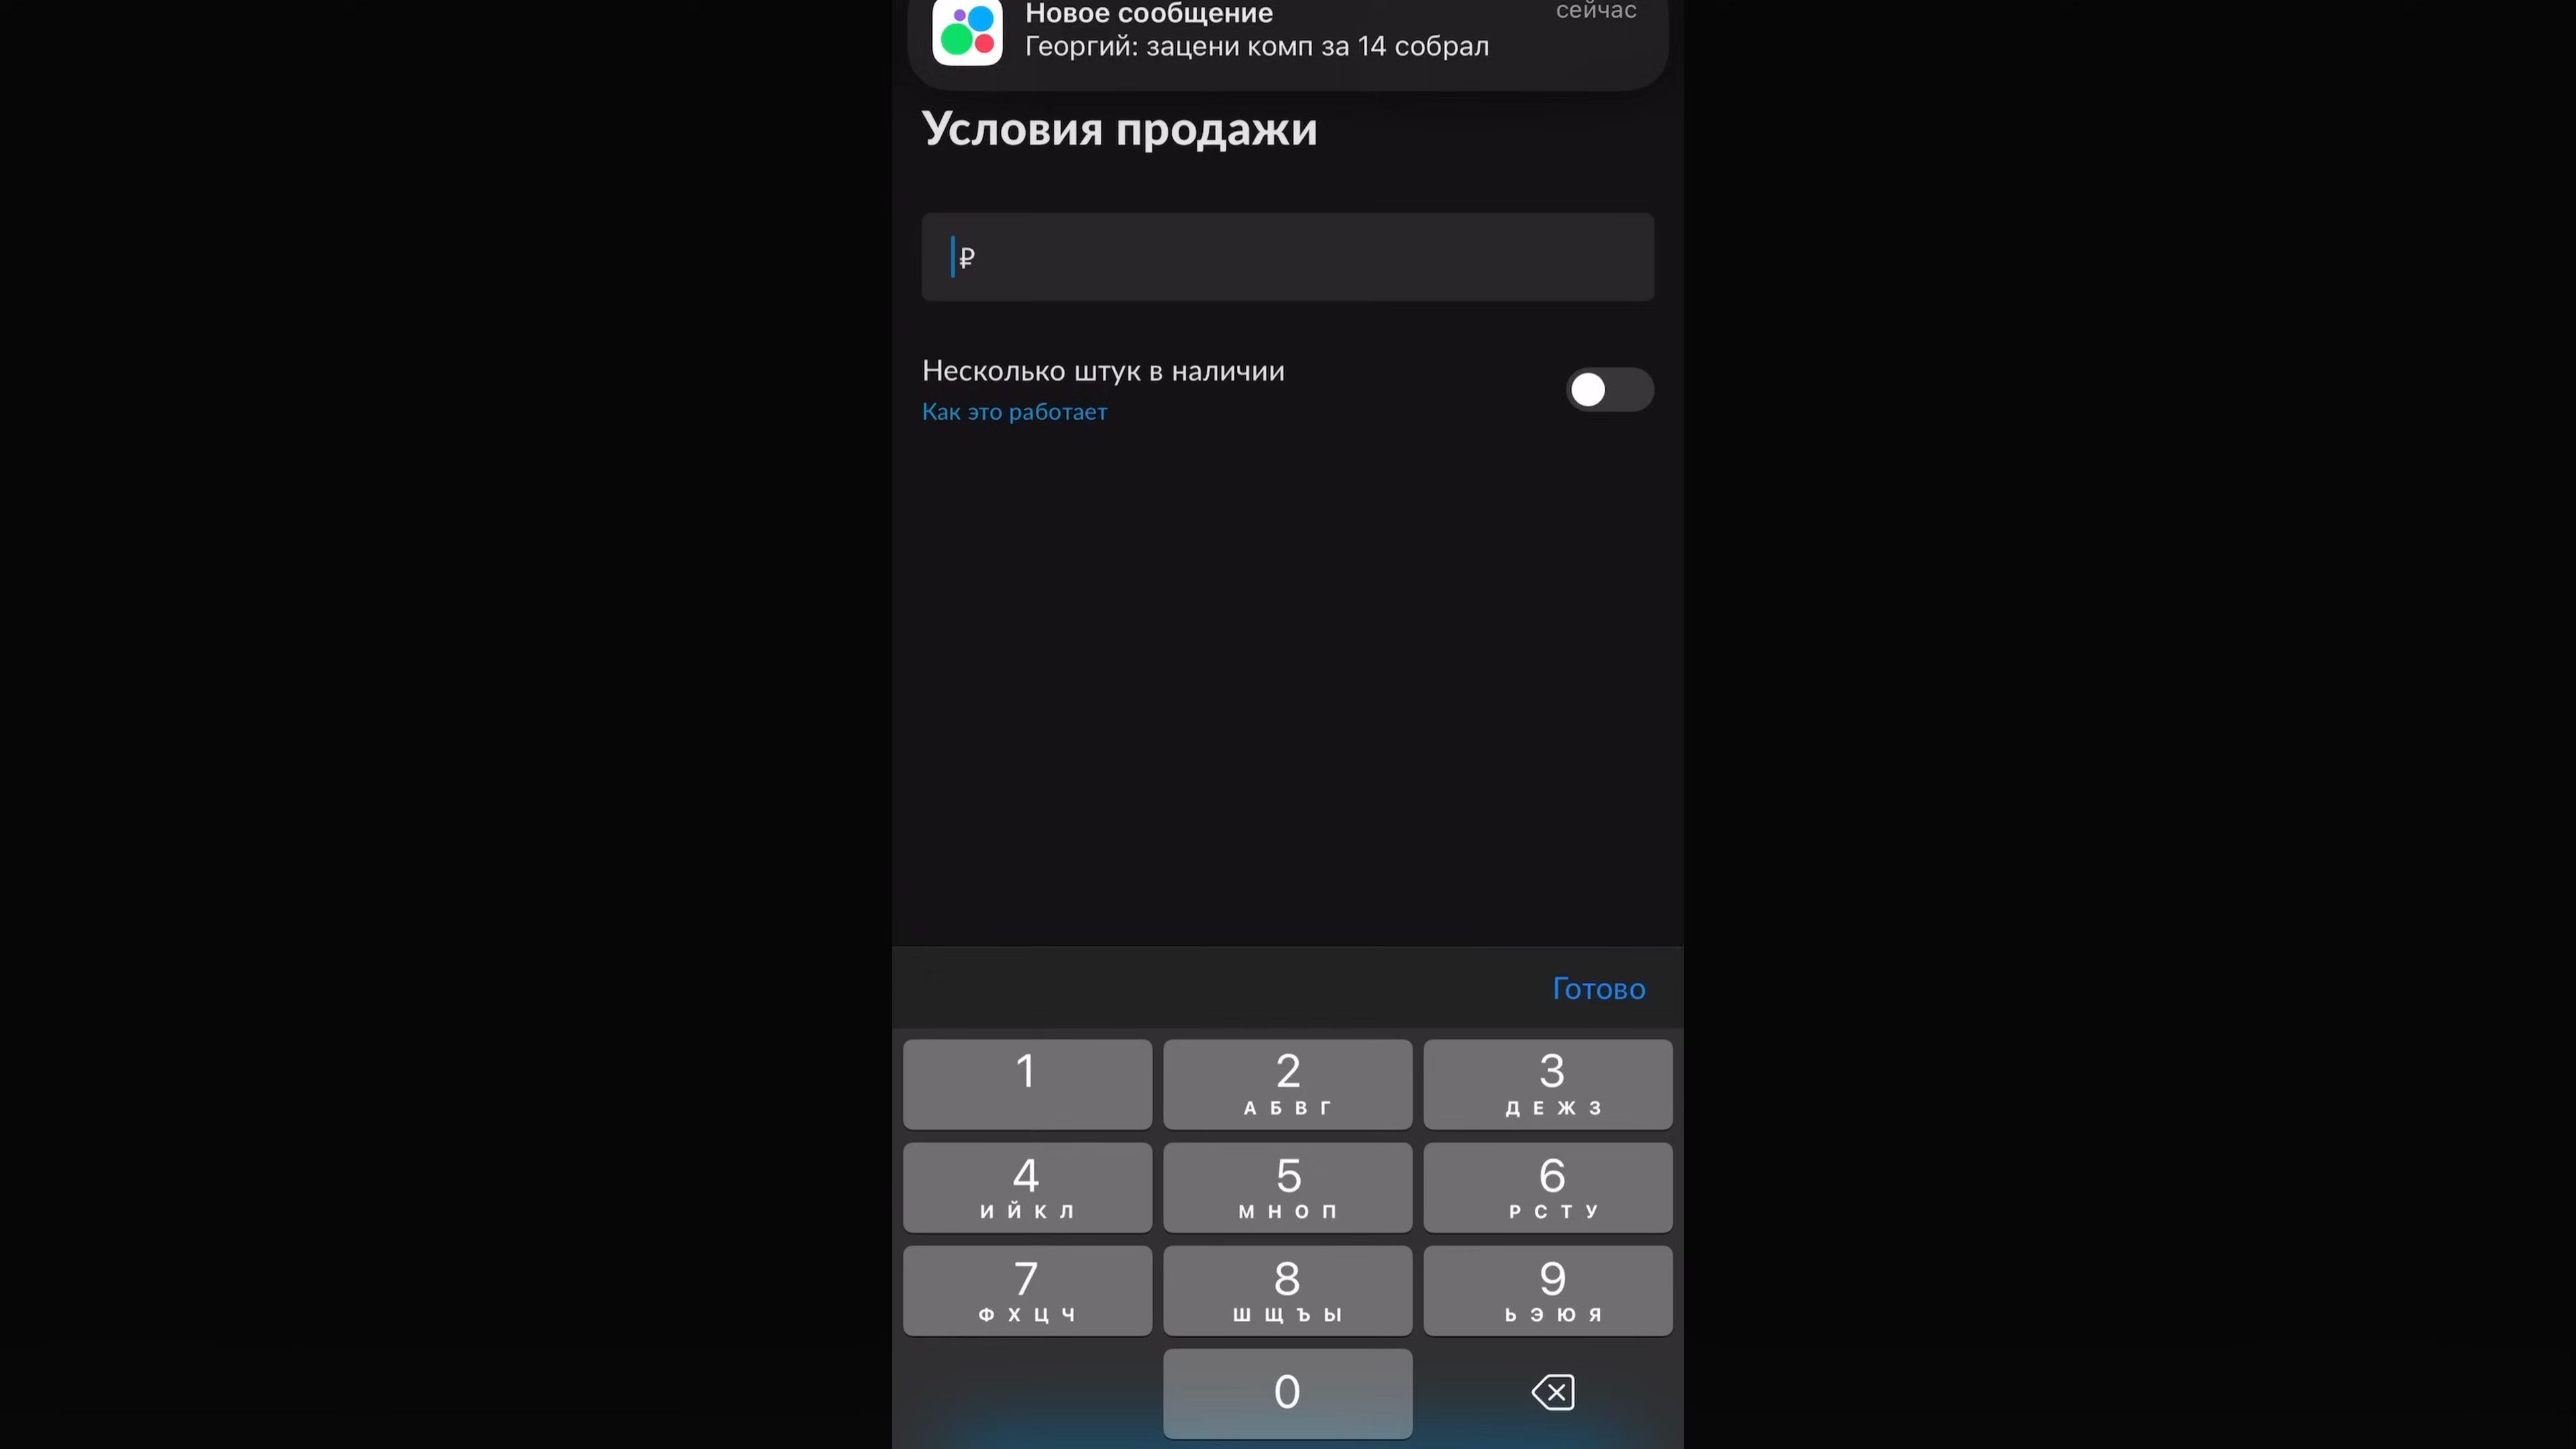 Новое сообщение
сейчас
Георгий: зацени комп за 14 собрал
Условия продажи
₽
Несколько штук в наличии
Как это работает
Готово
1
2
3
А Б В Г
Д Е Ж З
4
5
6
И Й К Л
М Н О П
Р С Т У
7
8
9
Ф Х Ц Ч
Ш Щ Ъ Ы
Ь Э Ю Я
0